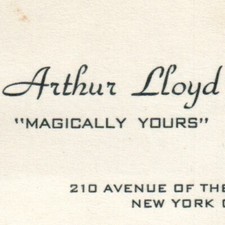 Arthur Lloyd
"MAGICALLY YOURS"
210 AVENUE OF THE
NEW YORK